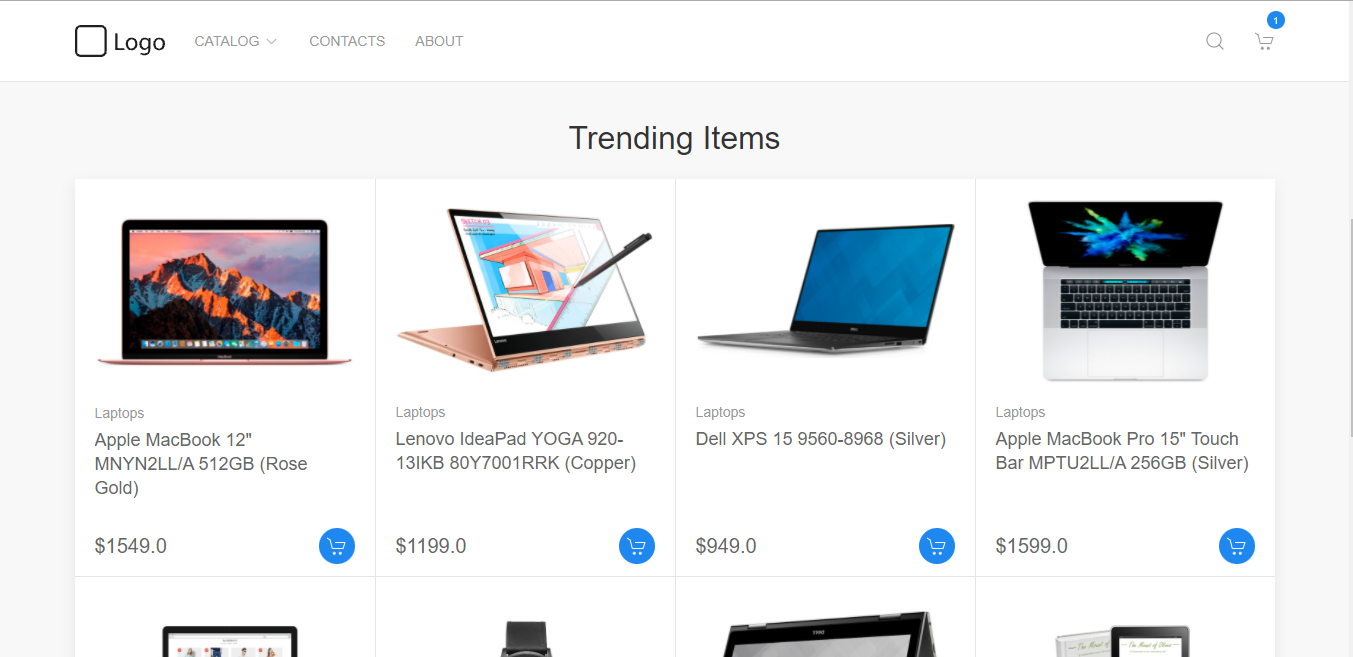 Logo
CATALOG
CONTACTS
ABOUT
1
Trending Items
Laptops
Apple MacBook 12"
MNYN2LL/A 512GB (Rose
Gold)
$1549.0
Laptops
Lenovo IdeaPad YOGA 920-
13IKB 80Y7001RRK (Copper)
$1199.0
Laptops
Dell XPS 15 9560-8968 (Silver)
$949.0
Laptops
Apple MacBook Pro 15" Touch
Bar MPTU2LL/A 256GB (Silver)
$1599.0